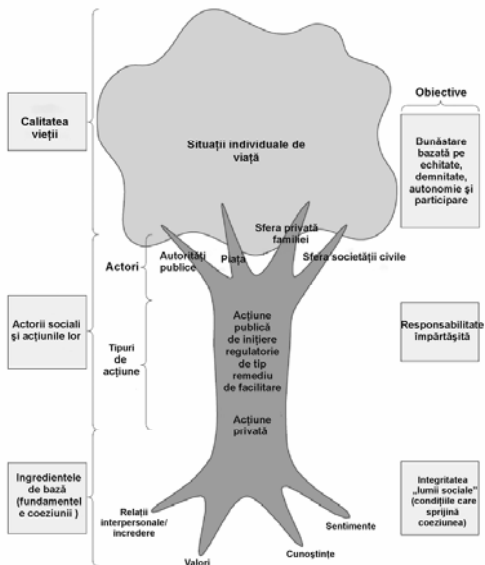 Calitatea
vieții
Actorii sociali
și acțiunile lor
Ingredientele
de bază
(fundamentel
e coeziunii )
Actori
Tipuri
de
acțiune
Situații individuale de
viață
Autorități
publice
Piață
Sfera privată
familiei
Sfera societății civile
Acțiune
publică
de inițiere
regulatorie
de tip
remediu
de facilitare
Acțiune
privată
Relații
interpersonale/
încredere
Valori
Cunoștințe
Sentimente
Obiective
Bunăstare
bazată pe
echitate,
demnitate,
autonomie și
participare
Responsabilitate
împărtășită
Integritatea
„lumii sociale”
(condițiile care
sprijină
coeziunea)